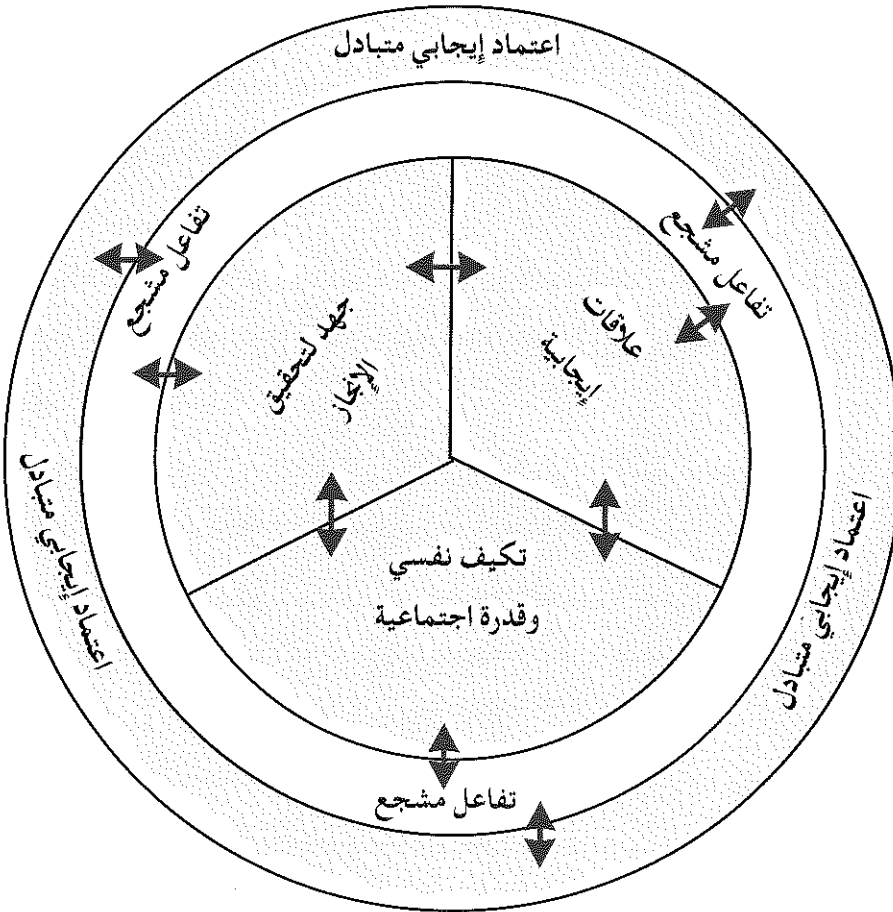 اعتماد إيجابي متبادل
تفاعل مشجع
تفاعل مشجع
علاقات
إيجابية
جهد لتحقيق
الإنجاز
اعتماد إيجابي متبادل
اعتماد إيجابي متبادل
تكيف نفسي
وقدرة اجتماعية
تفاعل مشجع